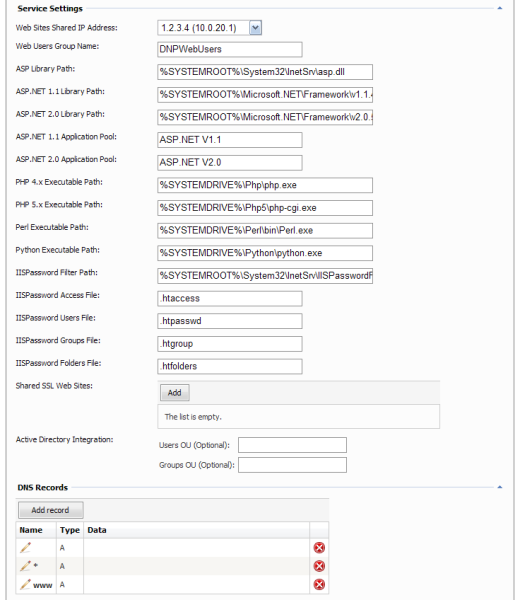 Service Settings
Web Sites Shared IP Address: 1.2.3.4 (10.0.20.1)
Web Users Group Name: DNPWebUsers
ASP Library Path: %SYSTEMROOT%\System32\InetSrv\asp.dll
ASP.NET 1.1 Library Path: %SYSTEMROOT%\Microsoft.NET\Framework\v1.1.
ASP.NET 2.0 Library Path: %SYSTEMROOT%\Microsoft.NET\Framework\v2.0.
ASP.NET 1.1 Application Pool: ASP.NET V1.1
ASP.NET 2.0 Application Pool: ASP.NET V2.0
PHP 4.x Executable Path: %SYSTEMDRIVE%\Php\php.exe
PHP 5.x Executable Path: %SYSTEMDRIVE%\Php5\php-cgi.exe
Perl Executable Path: %SYSTEMDRIVE%\Perl\bin\Perl.exe
Python Executable Path: %SYSTEMDRIVE%\Python\python.exe
IISPassword Filter Path: %SYSTEMROOT%\System32\InetSrv\IISPasswordF
IISPassword Access File: .htaccess
IISPassword Users File: .htpasswd
IISPassword Groups File: .htgroup
IISPassword Folders File: .htfolders
Shared SSL Web Sites: Add
The list is empty.
Active Directory Integration: Users OU (Optional):
Groups OU (Optional):
DNS Records
Add record
Name Type Data
A
* A
www A